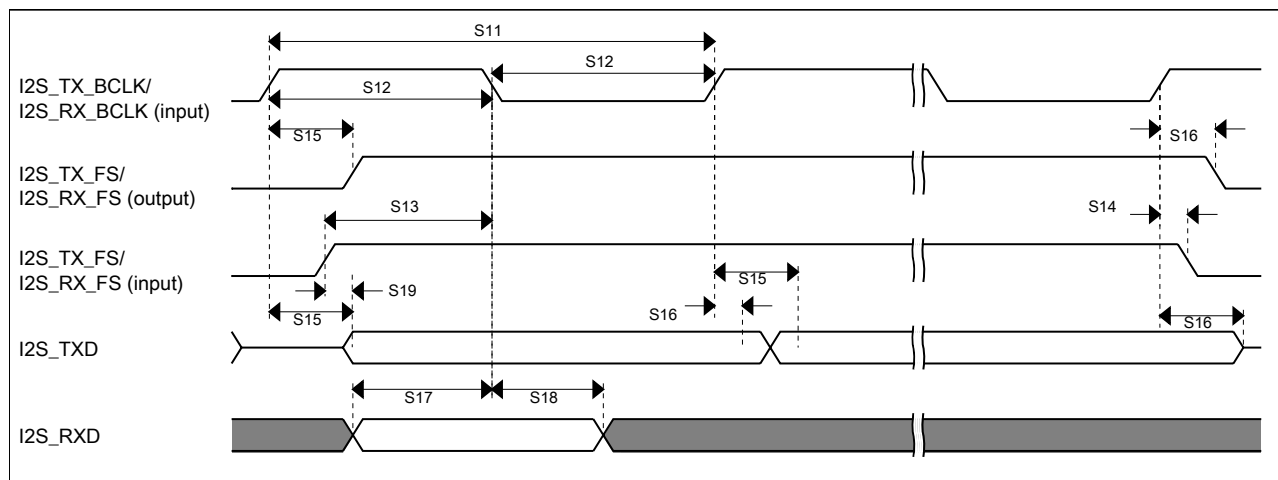 S11
S12
I2S_TX_BCLK/
I2S_RX_BCLK (input)
S12
S15
S16
I2S_TX_FS/
I2S_RX_FS (output)
S13
S14
I2S_TX_FS/
I2S_RX_FS (input)
S15
S19
S16
S15
S16
I2S_TXD
S17
S18
I2S_RXD